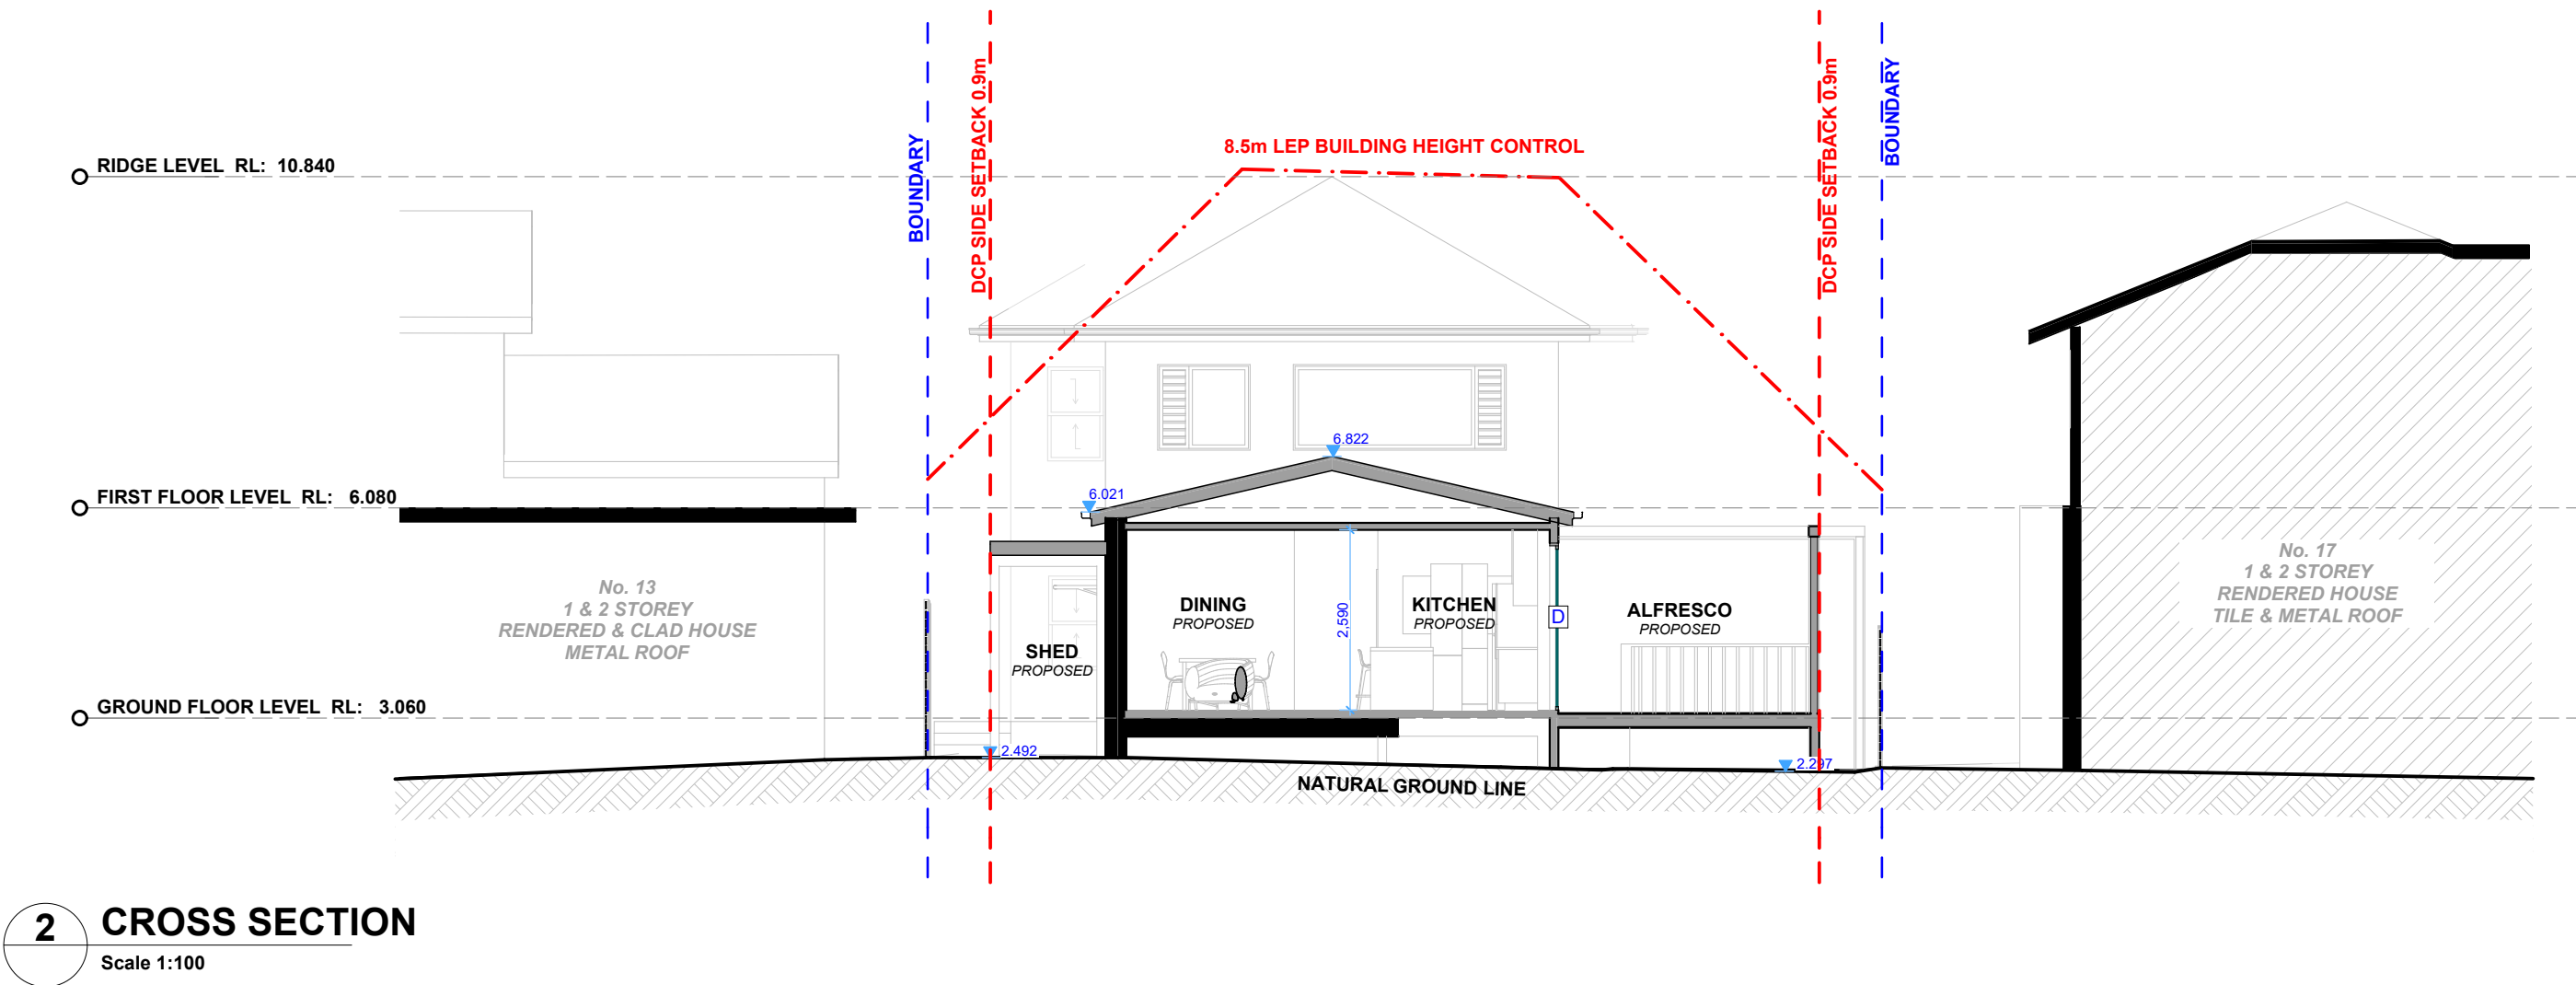 BOUNDARY
DCP SIDE SETBACK 0.9m
DCP SIDE SETBACK 0.9m
BOUNDARY
8.5m LEP BUILDING HEIGHT CONTROL
RIDGE LEVEL RL: 10.840
6.822
6.021
FIRST FLOOR LEVEL RL: 6.080
No. 13
1 & 2 STOREY
RENDERED & CLAD HOUSE
METAL ROOF
SHED
PROPOSED
DINING
PROPOSED
2,590
KITCHEN
PROPOSED
D
ALFRESCO
PROPOSED
No. 17
1 & 2 STOREY
RENDERED HOUSE
TILE & METAL ROOF
GROUND FLOOR LEVEL RL: 3.060
2.492
2.297
NATURAL GROUND LINE
2
CROSS SECTION
Scale 1:100